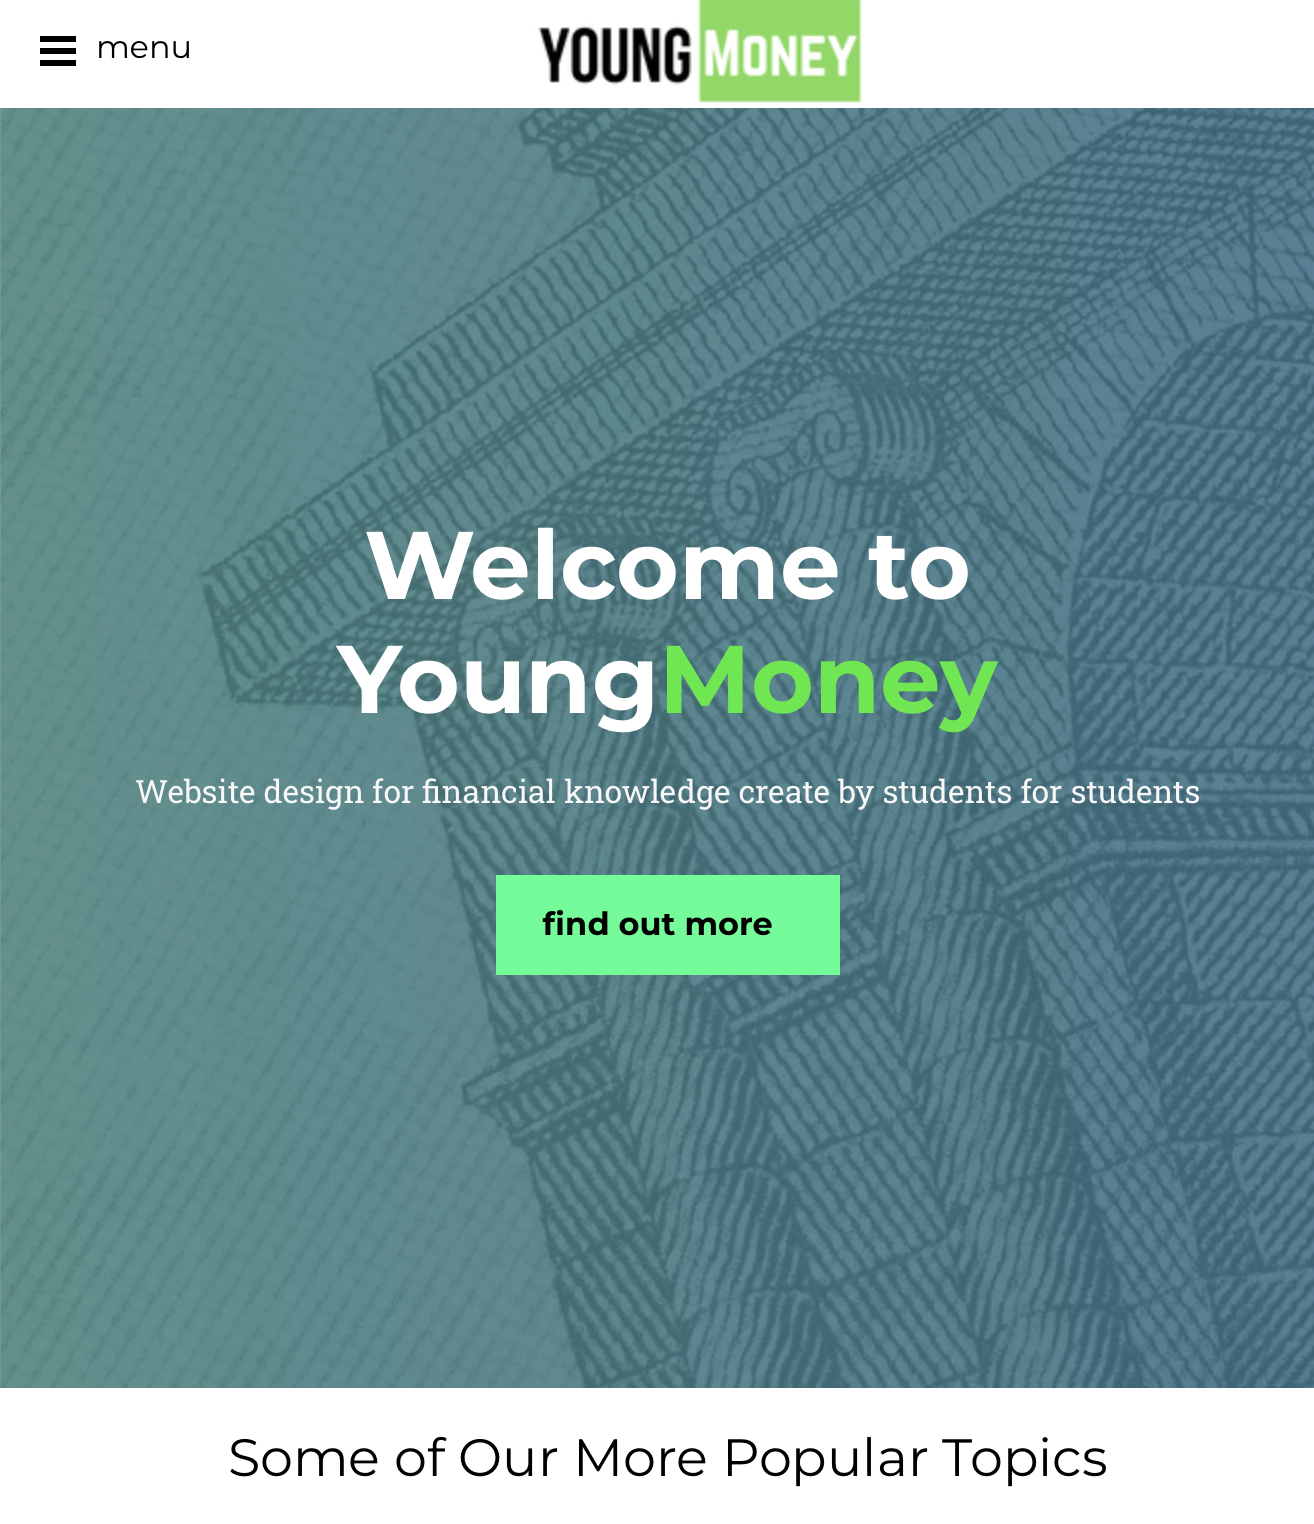 menu
YOUNG MONEY
Welcome to
YoungMoney
Website design for financial knowledge create by students for students
find out more
Some of Our More Popular Topics